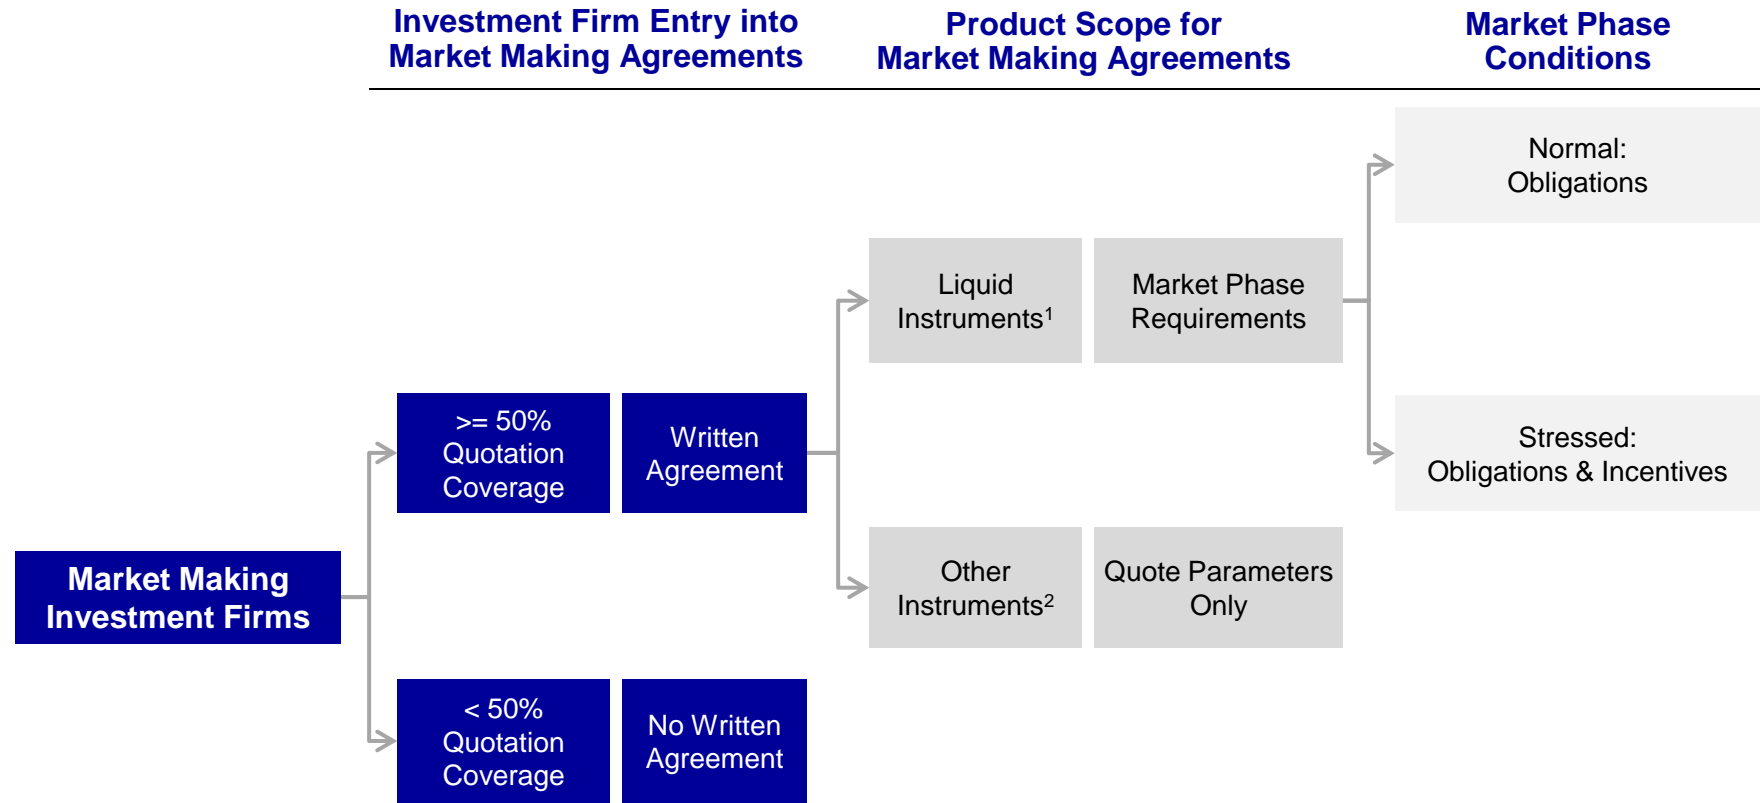 Investment Firm Entry into
Market Making Agreements
Product Scope for
Market Making Agreements
Market Phase
Conditions
Normal:
Obligations
Liquid
Instruments¹
Market Phase
Requirements
>= 50%
Quotation
Coverage
Written
Agreement
Stressed:
Obligations & Incentives
Market Making
Investment Firms
Other
Instruments²
Quote Parameters
Only
< 50%
Quotation
Coverage
No Written
Agreement